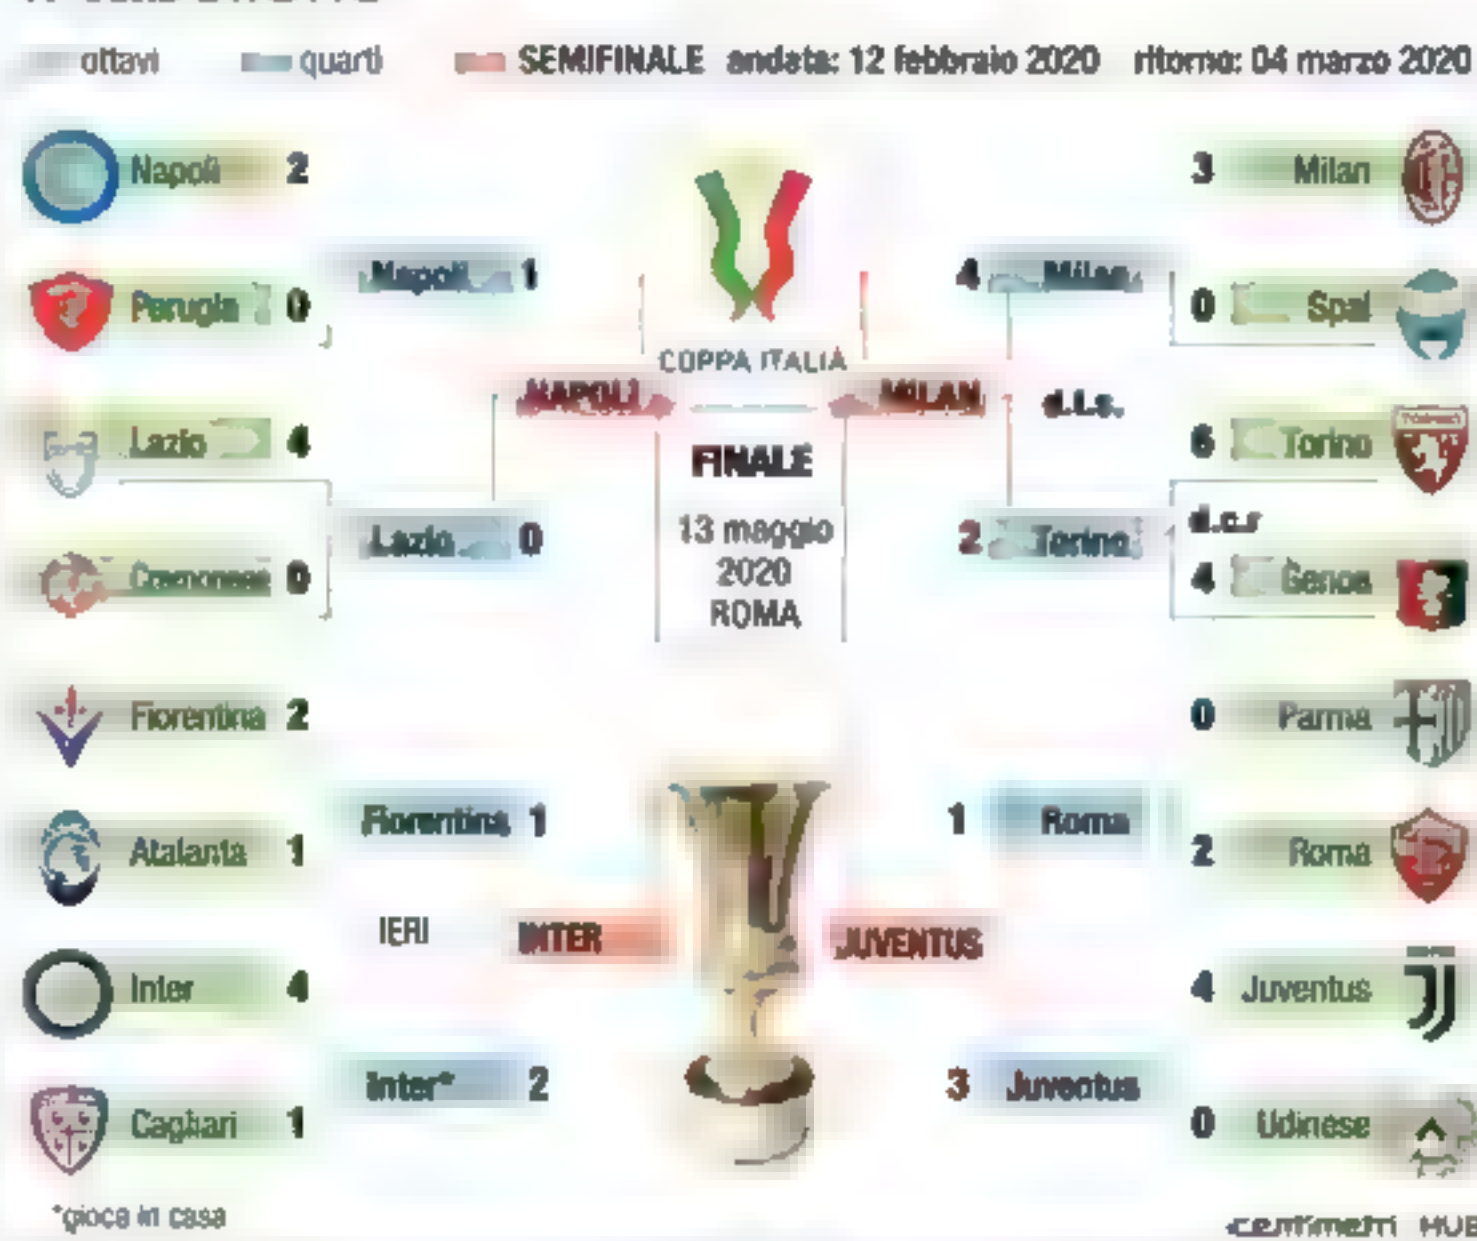 ottavi quarti SEMIFINALE andata: 12 febbraio 2020 ritorno: 04 marzo 2020
Napoli 2
3 Milan
Napoli 1
4 Milan
Perugia 0
0 Spal
COPPA ITALIA
NAPOLI
MILAN
d.t.s.
Lazio 4
6 Torino
FINALE
13 maggio
2020
ROMA
Lazio 0
2 Torino
d.c.r
Cremonese 0
4 Genoa
Fiorentina 2
0 Parma
Fiorentina 1
1 Roma
Atalanta 1
2 Roma
IERI
INTER
JUVENTUS
Inter 4
4 Juventus
Inter* 2
3 Juventus
Cagliari 1
0 Udinese
*gioca in casa
centimetri HUB